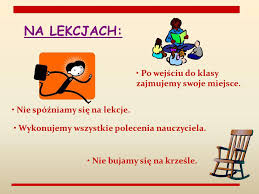 NA LEKCJACH:
• Po wejściu do klasy
zajmujemy swoje miejsce.
• Nie spóźniamy się na lekcje.
• Wykonujemy wszystkie polecenia nauczyciela.
• Nie bujamy się na krześle.